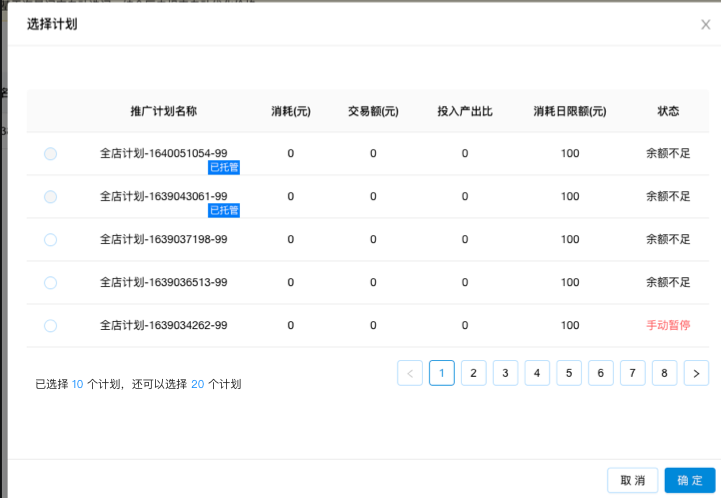 选择计划
推广计划名称 消耗(元) 交易额(元) 投入产出比 消耗日限额(元) 状态
全店计划-1640051054-99 0 0 0 100 余额不足
已托管
全店计划-1639043061-99 0 0 0 100 余额不足
已托管
全店计划-1639037198-99 0 0 0 100 余额不足
全店计划-1639036513-99 0 0 0 100 余额不足
全店计划-1639034262-99 0 0 0 100 手动暂停
已选择 10 个计划，还可以选择 20 个计划
< 1 2 3 4 5 6 7 8 >
取 消 确 定